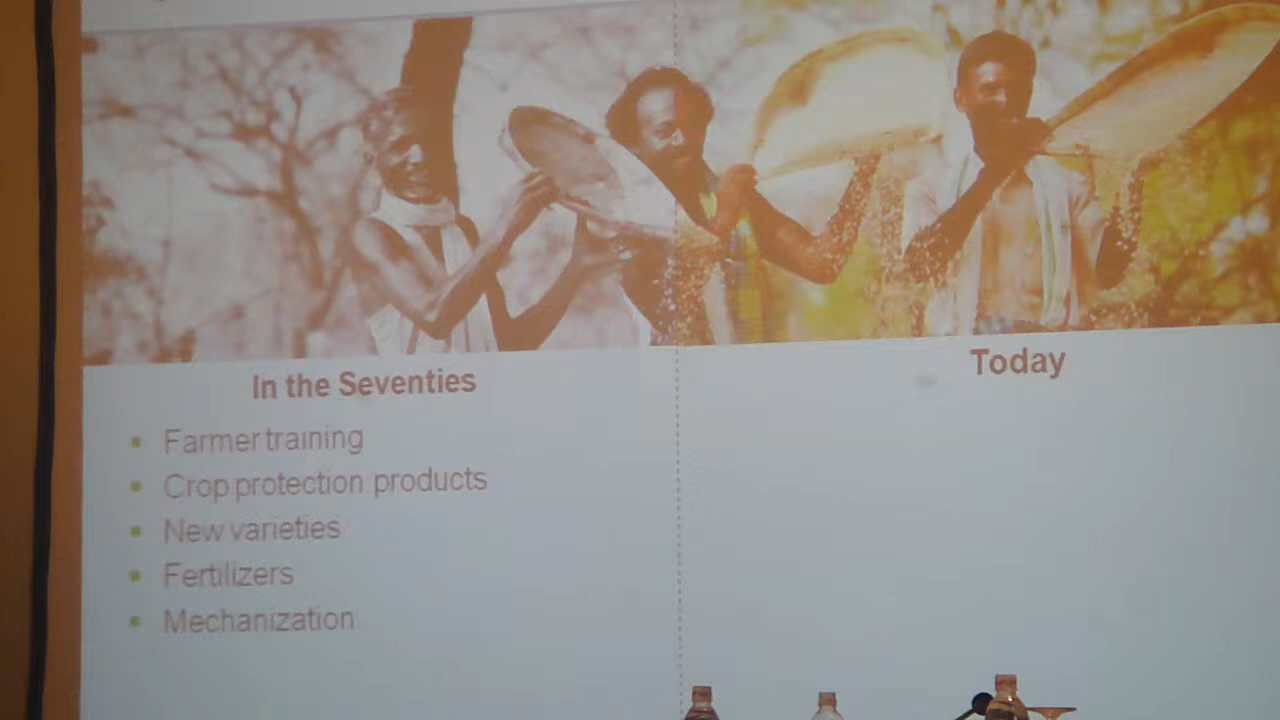 In the Seventies
Farmer training
Crop protection products
New varieties
Fertilizers
Mechanization
Today